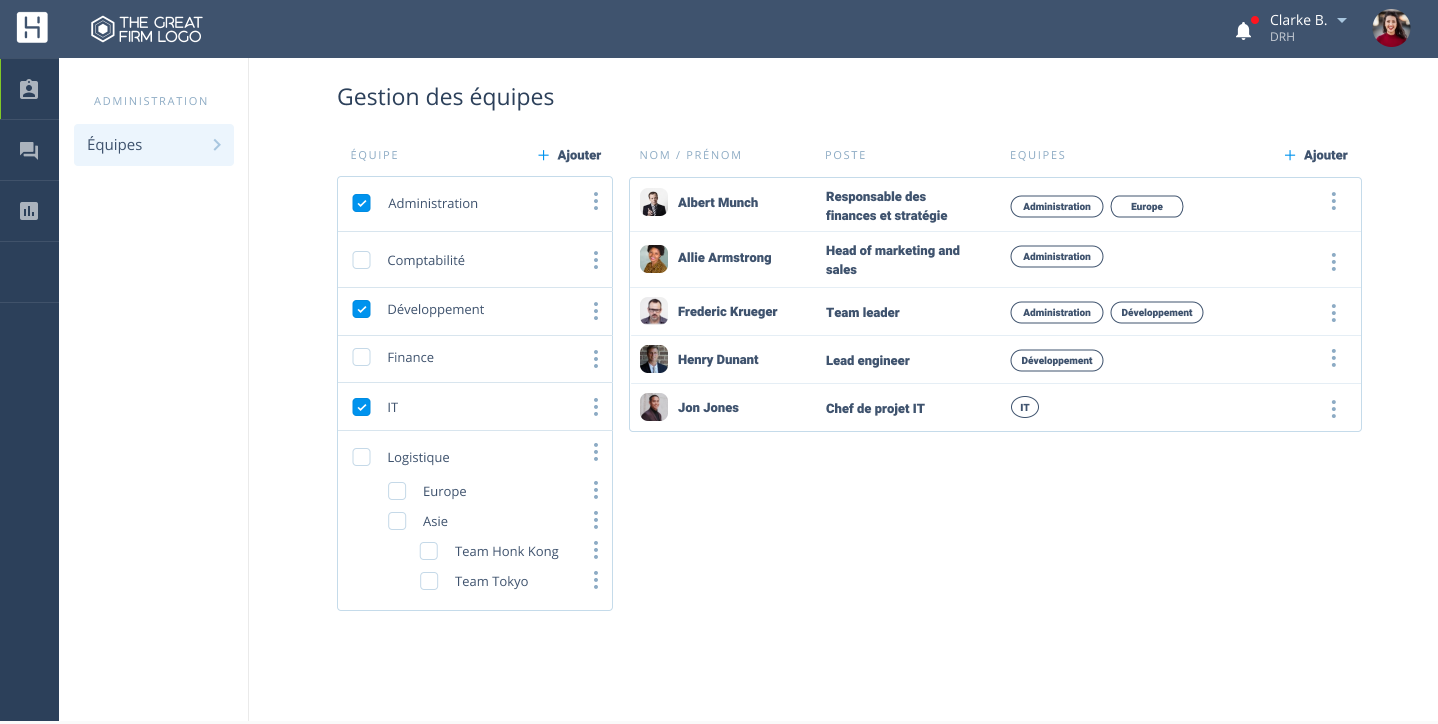 THE GREAT
FIRM LOGO
Clarke B.
DRH
ADMINISTRATION
Équipes
Gestion des équipes
ÉQUIPE
Ajouter
Administration
Comptabilité
Développement
Finance
IT
Logistique
Europe
Asie
Team Honk Kong
Team Tokyo
NOM / PRÉNOM POSTE EQUIPES
Ajouter
Albert Munch Responsable des
finances et stratégie Administration Europe
Allie Armstrong Head of marketing and
sales Administration
Frederic Krueger Team leader Administration Développement
Henry Dunant Lead engineer Développement
Jon Jones Chef de projet IT IT